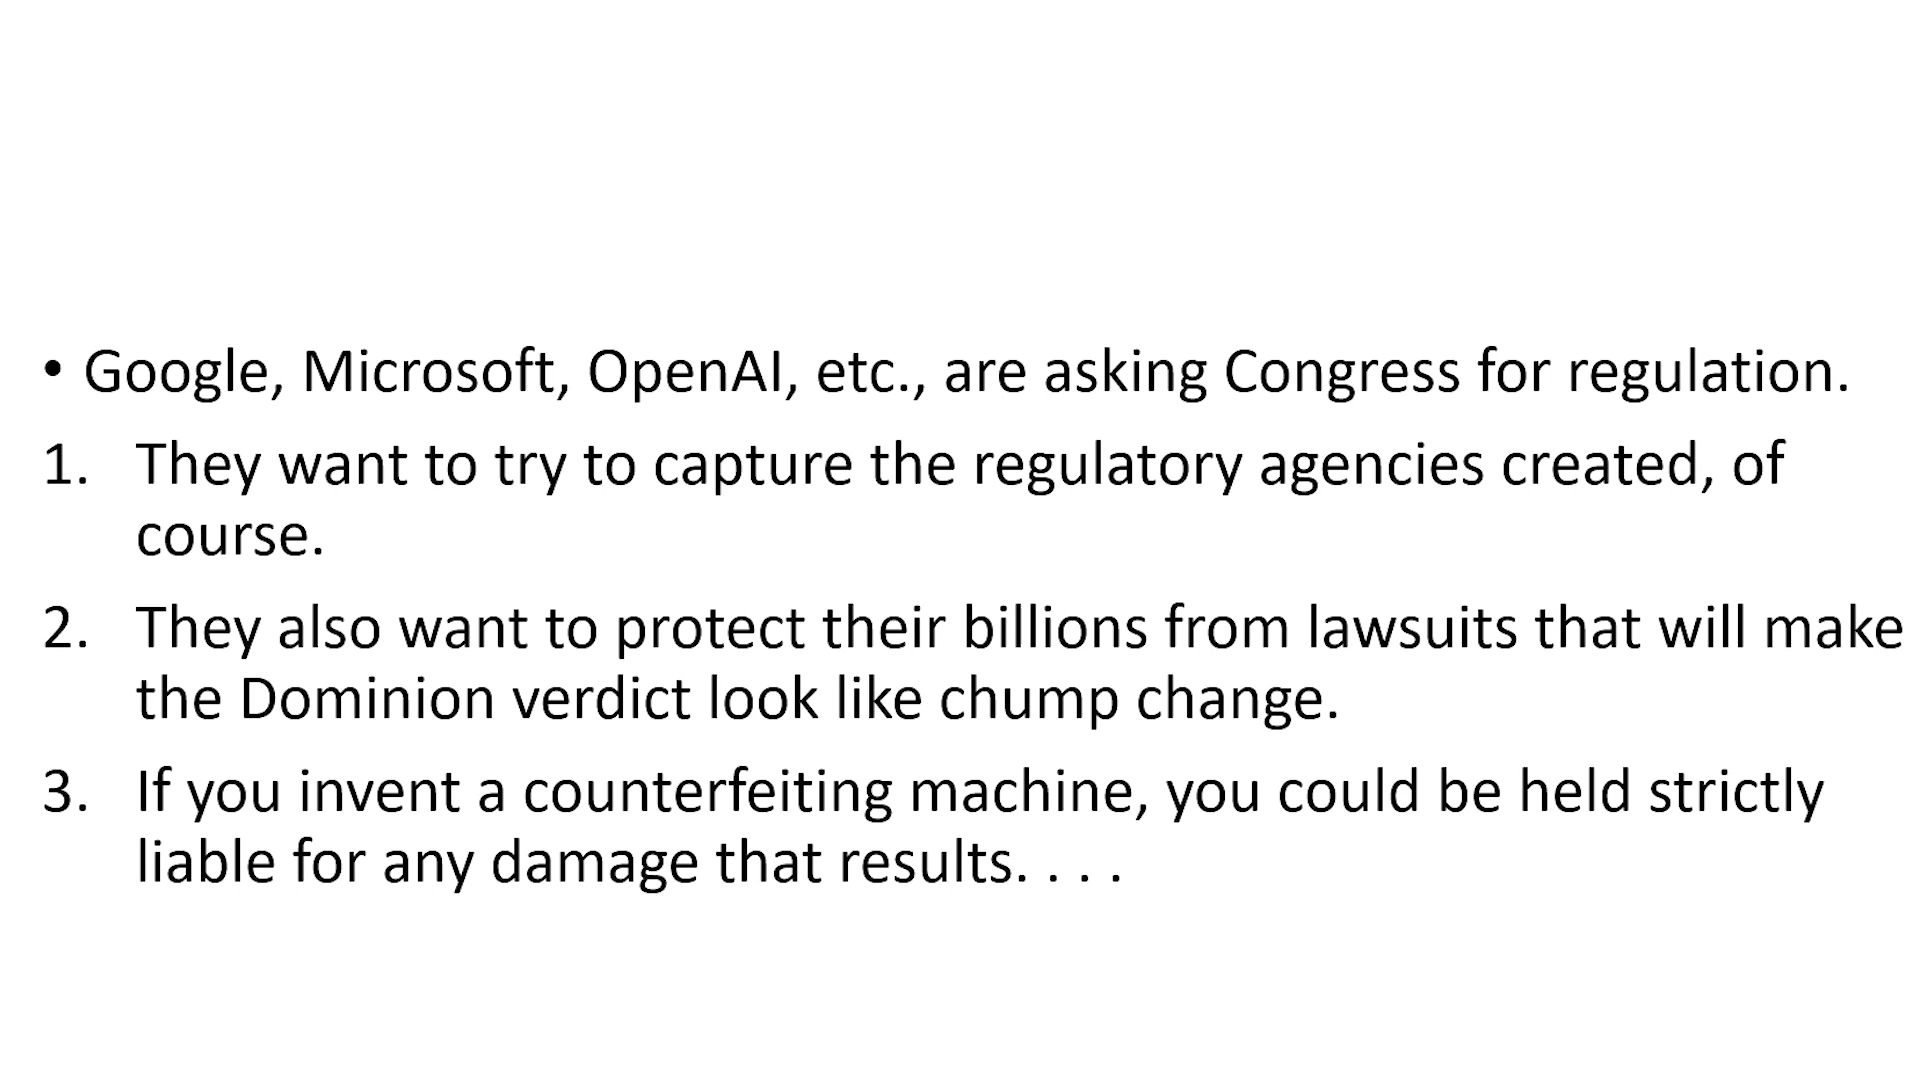 • Google, Microsoft, OpenAI, etc., are asking Congress for regulation.
1. They want to try to capture the regulatory agencies created, of
course.
2. They also want to protect their billions from lawsuits that will make
the Dominion verdict look like chump change.
3. If you invent a counterfeiting machine, you could be held strictly
liable for any damage that results. . . .